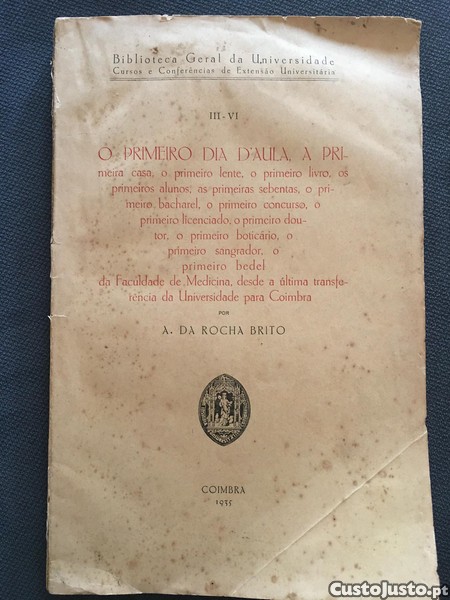 Biblioteca Geral da Universidade
Cursos e Conferências de Extensão Universitária
III - VI
O PRIMEIRO DIA D'AULA, A PRI-
meira casa, o primeiro lente, o primeiro livro, os
primeiros alunos, as primeiras sebentas, o pri-
meiro bacharel, o primeiro concurso, o
primeiro licenciado, o primeiro dou-
tor, o primeiro boticário, o
primeiro sangrador, o
primeiro bedel
da Faculdade de Medicina, desde a última transfe-
rência da Universidade para Coimbra
POR
A. DA ROCHA BRITO
COIMBRA
1935
CustoJusto.pt